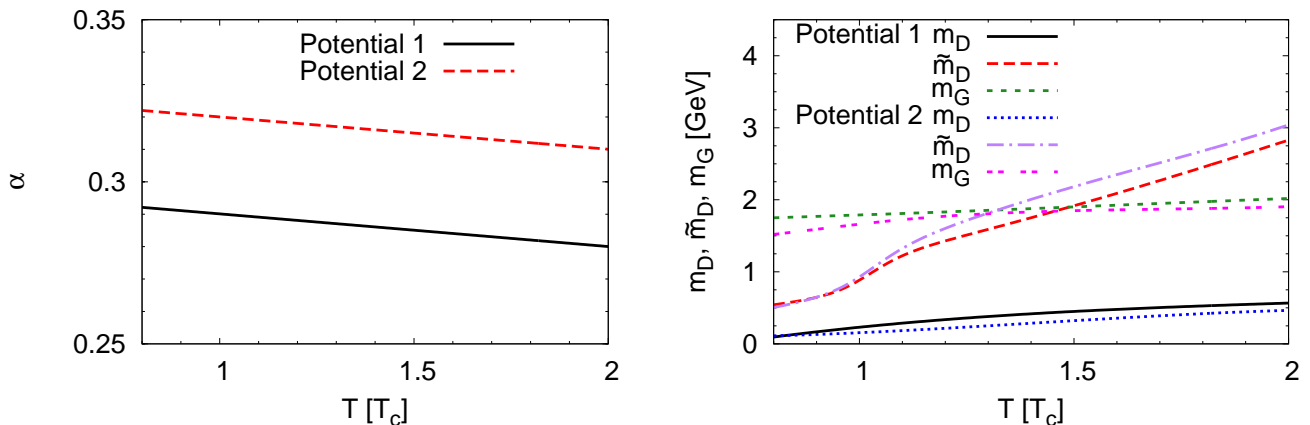 0.35
0.3
0.25
α
1
1.5
2
T [T_c]
Potential 1
Potential 2
4
3
2
1
0
m_D, m̃_D, m_G [GeV]
1
1.5
2
T [T_c]
Potential 1 m_D
m̃_D
m_G
Potential 2 m_D
m̃_D
m_G